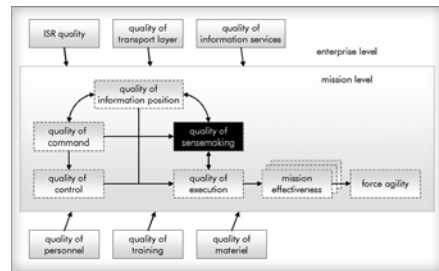 ISR quality
quality of
transport layer
quality of
information services
enterprise level
mission level
quality of
information position
quality of
command
quality of
sensemaking
quality of
control
quality of
execution
mission
effectiveness
force agility
quality of
personnel
quality of
training
quality of
materiel